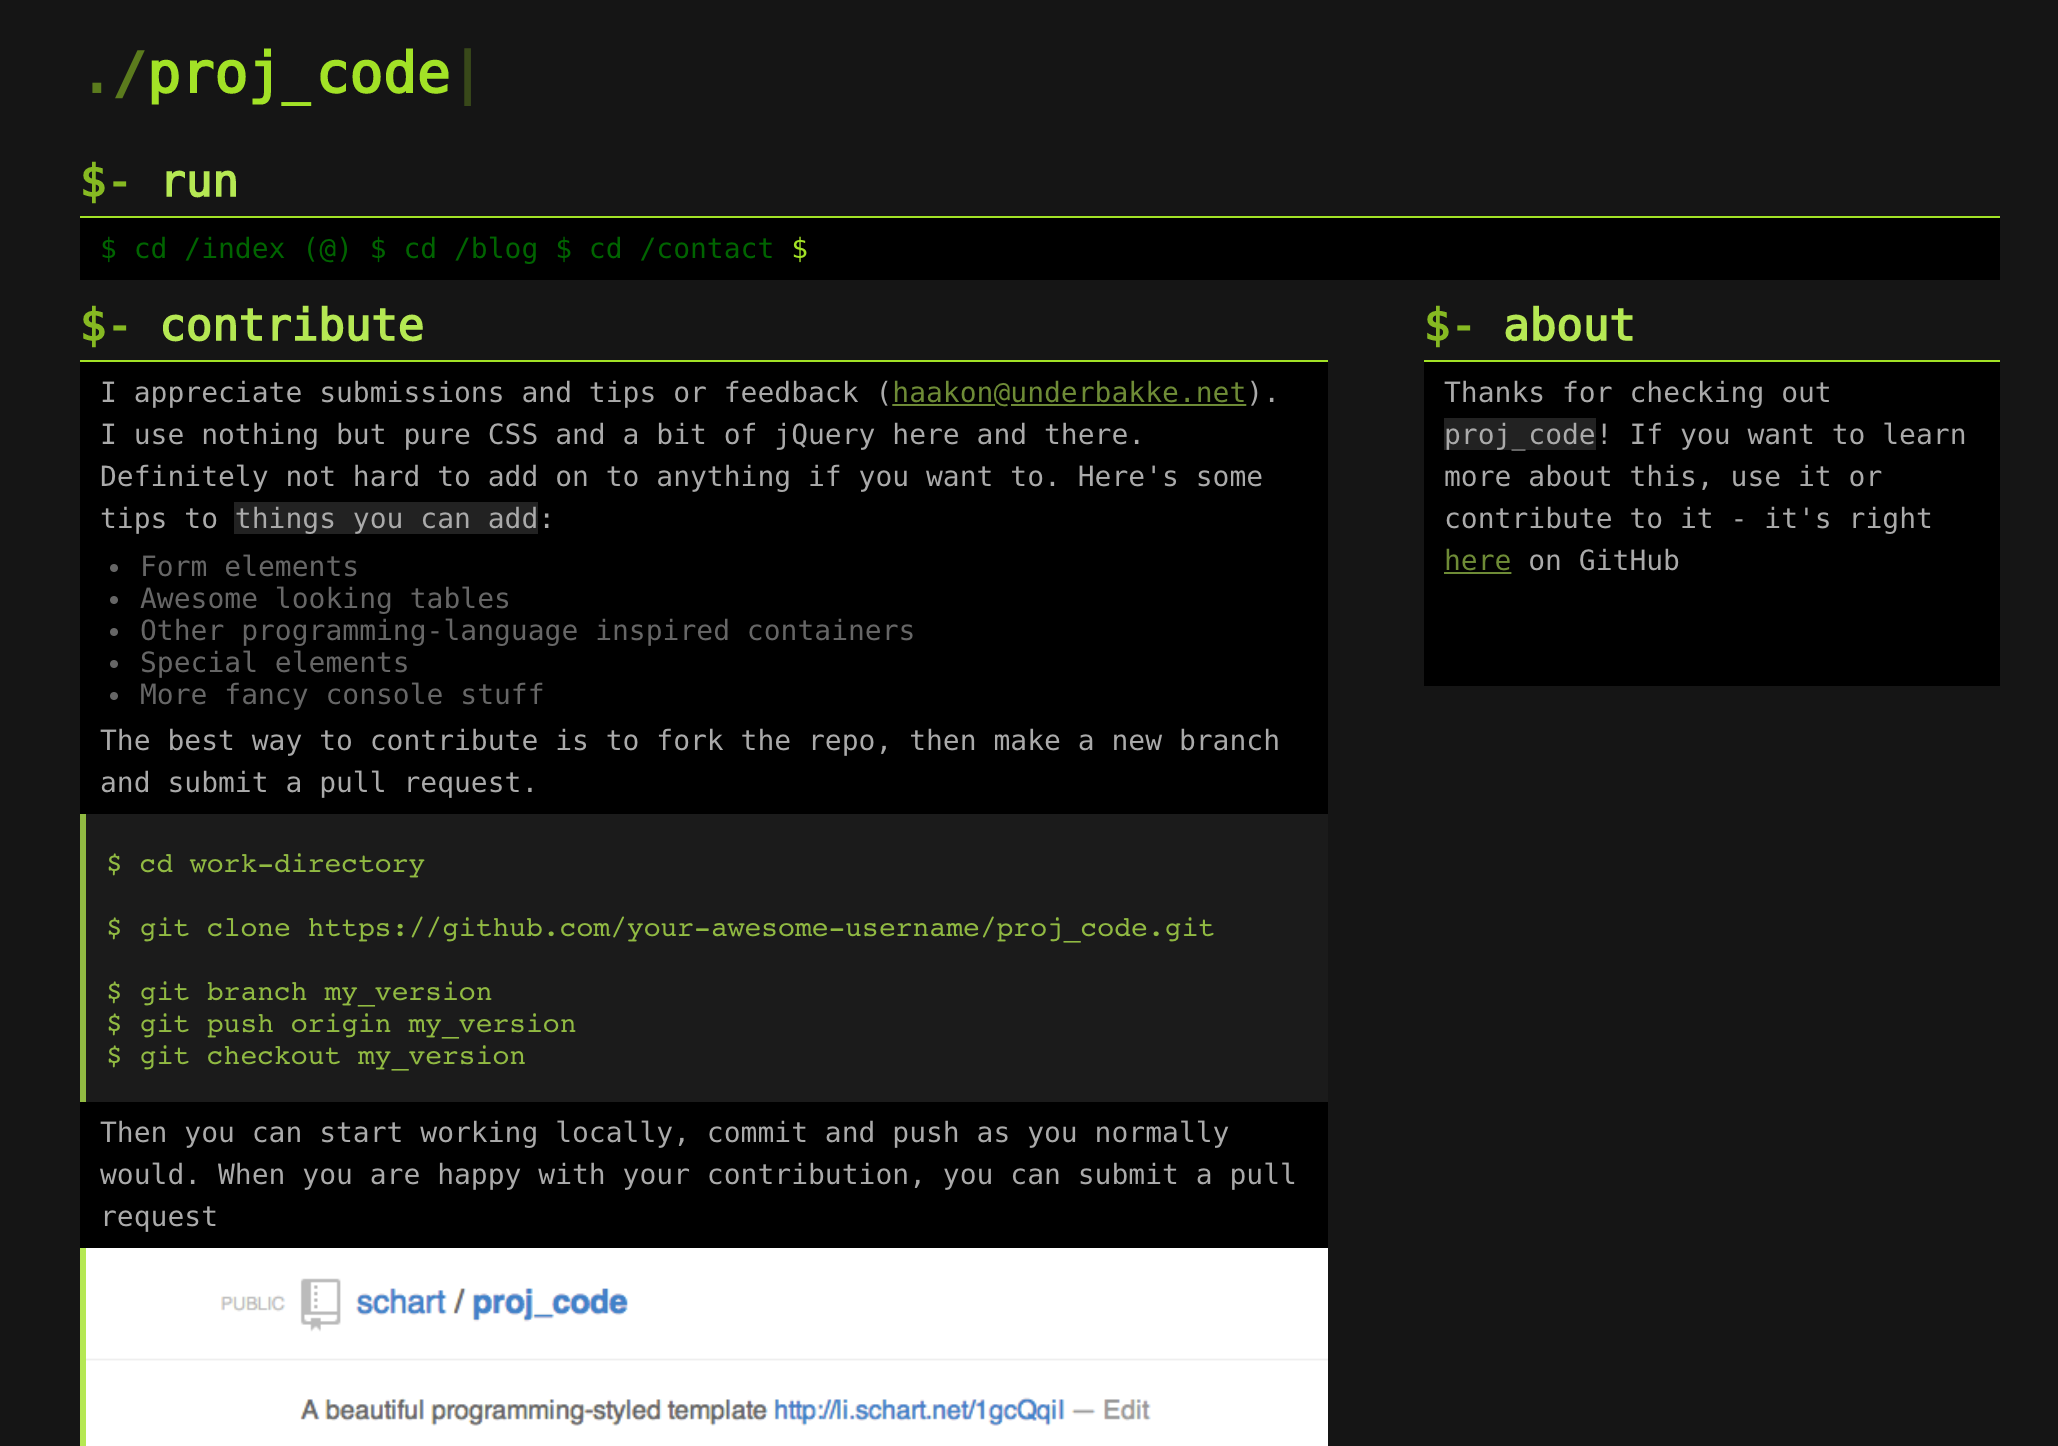 ./proj_code|
$- run
$ cd /index (@) $ cd /blog $ cd /contact $
$- contribute
I appreciate submissions and tips or feedback (haakon@underbakke.net).
I use nothing but pure CSS and a bit of jQuery here and there.
Definitely not hard to add on to anything if you want to. Here's some
tips to things you can add:
• Form elements
• Awesome looking tables
• Other programming-language inspired containers
• Special elements
• More fancy console stuff
The best way to contribute is to fork the repo, then make a new branch
and submit a pull request.
$ cd work-directory
$ git clone https://github.com/your-awesome-username/proj_code.git
$ git branch my_version
$ git push origin my_version
$ git checkout my_version
Then you can start working locally, commit and push as you normally
would. When you are happy with your contribution, you can submit a pull
request
PUBLIC schart / proj_code
A beautiful programming-styled template http://li.schart.net/1gcQqiI — Edit
$- about
Thanks for checking out
proj_code! If you want to learn
more about this, use it or
contribute to it - it's right
here on GitHub